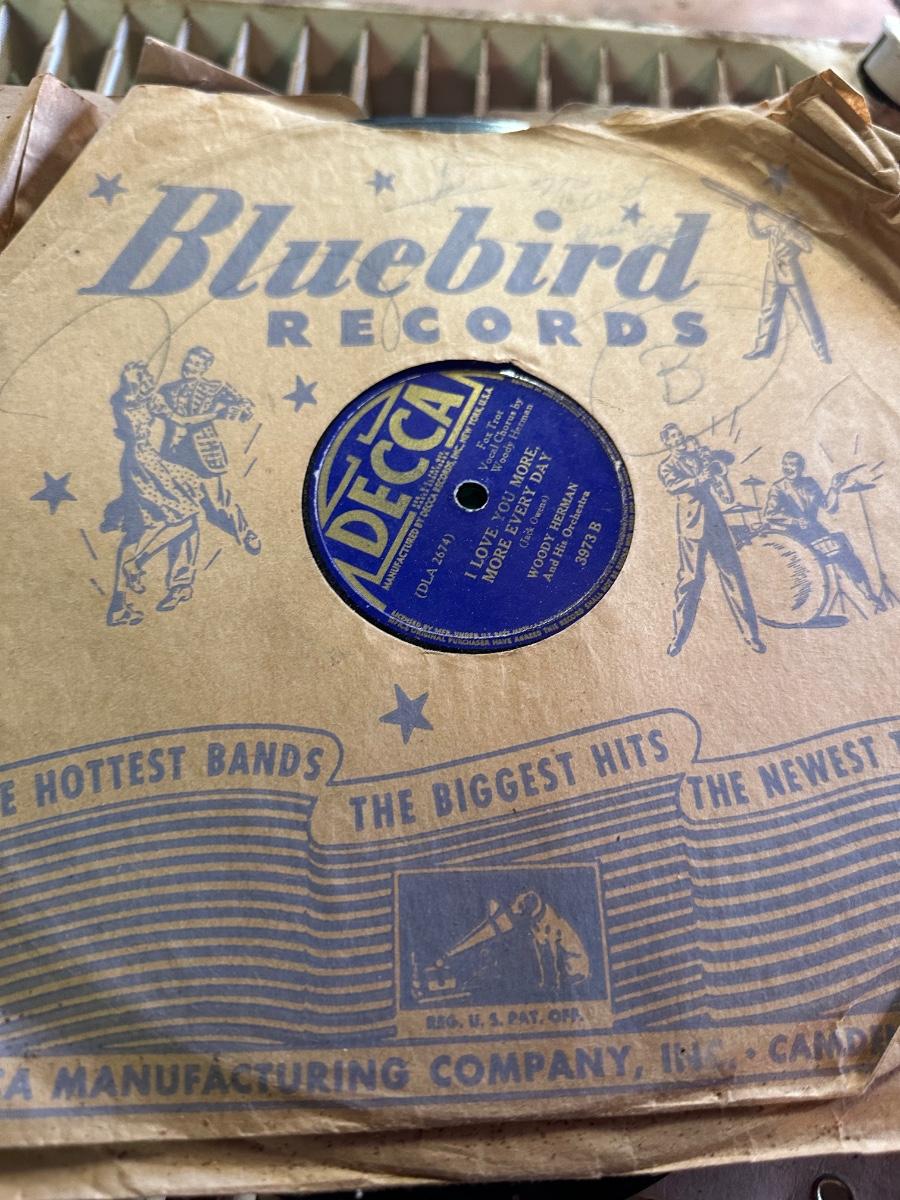 Bluebird
RECORDS
B
DECCA
MANUFACTURED BY DECCA RECORDS, INC., NEW YORK, U.S.A.
Fox Trot
Vocal Chorus by
Woody Herman
(DLA 2674)
I LOVE YOU MORE,
MORE EVERY DAY
(Jack Owens)
WOODY HERMAN
And His Orchestra
3973 B
E HOTTEST BANDS
THE BIGGEST HITS
THE NEWEST T
REG. U. S. PAT. OFF.
CA MANUFACTURING COMPANY, INC. • CAMDEN